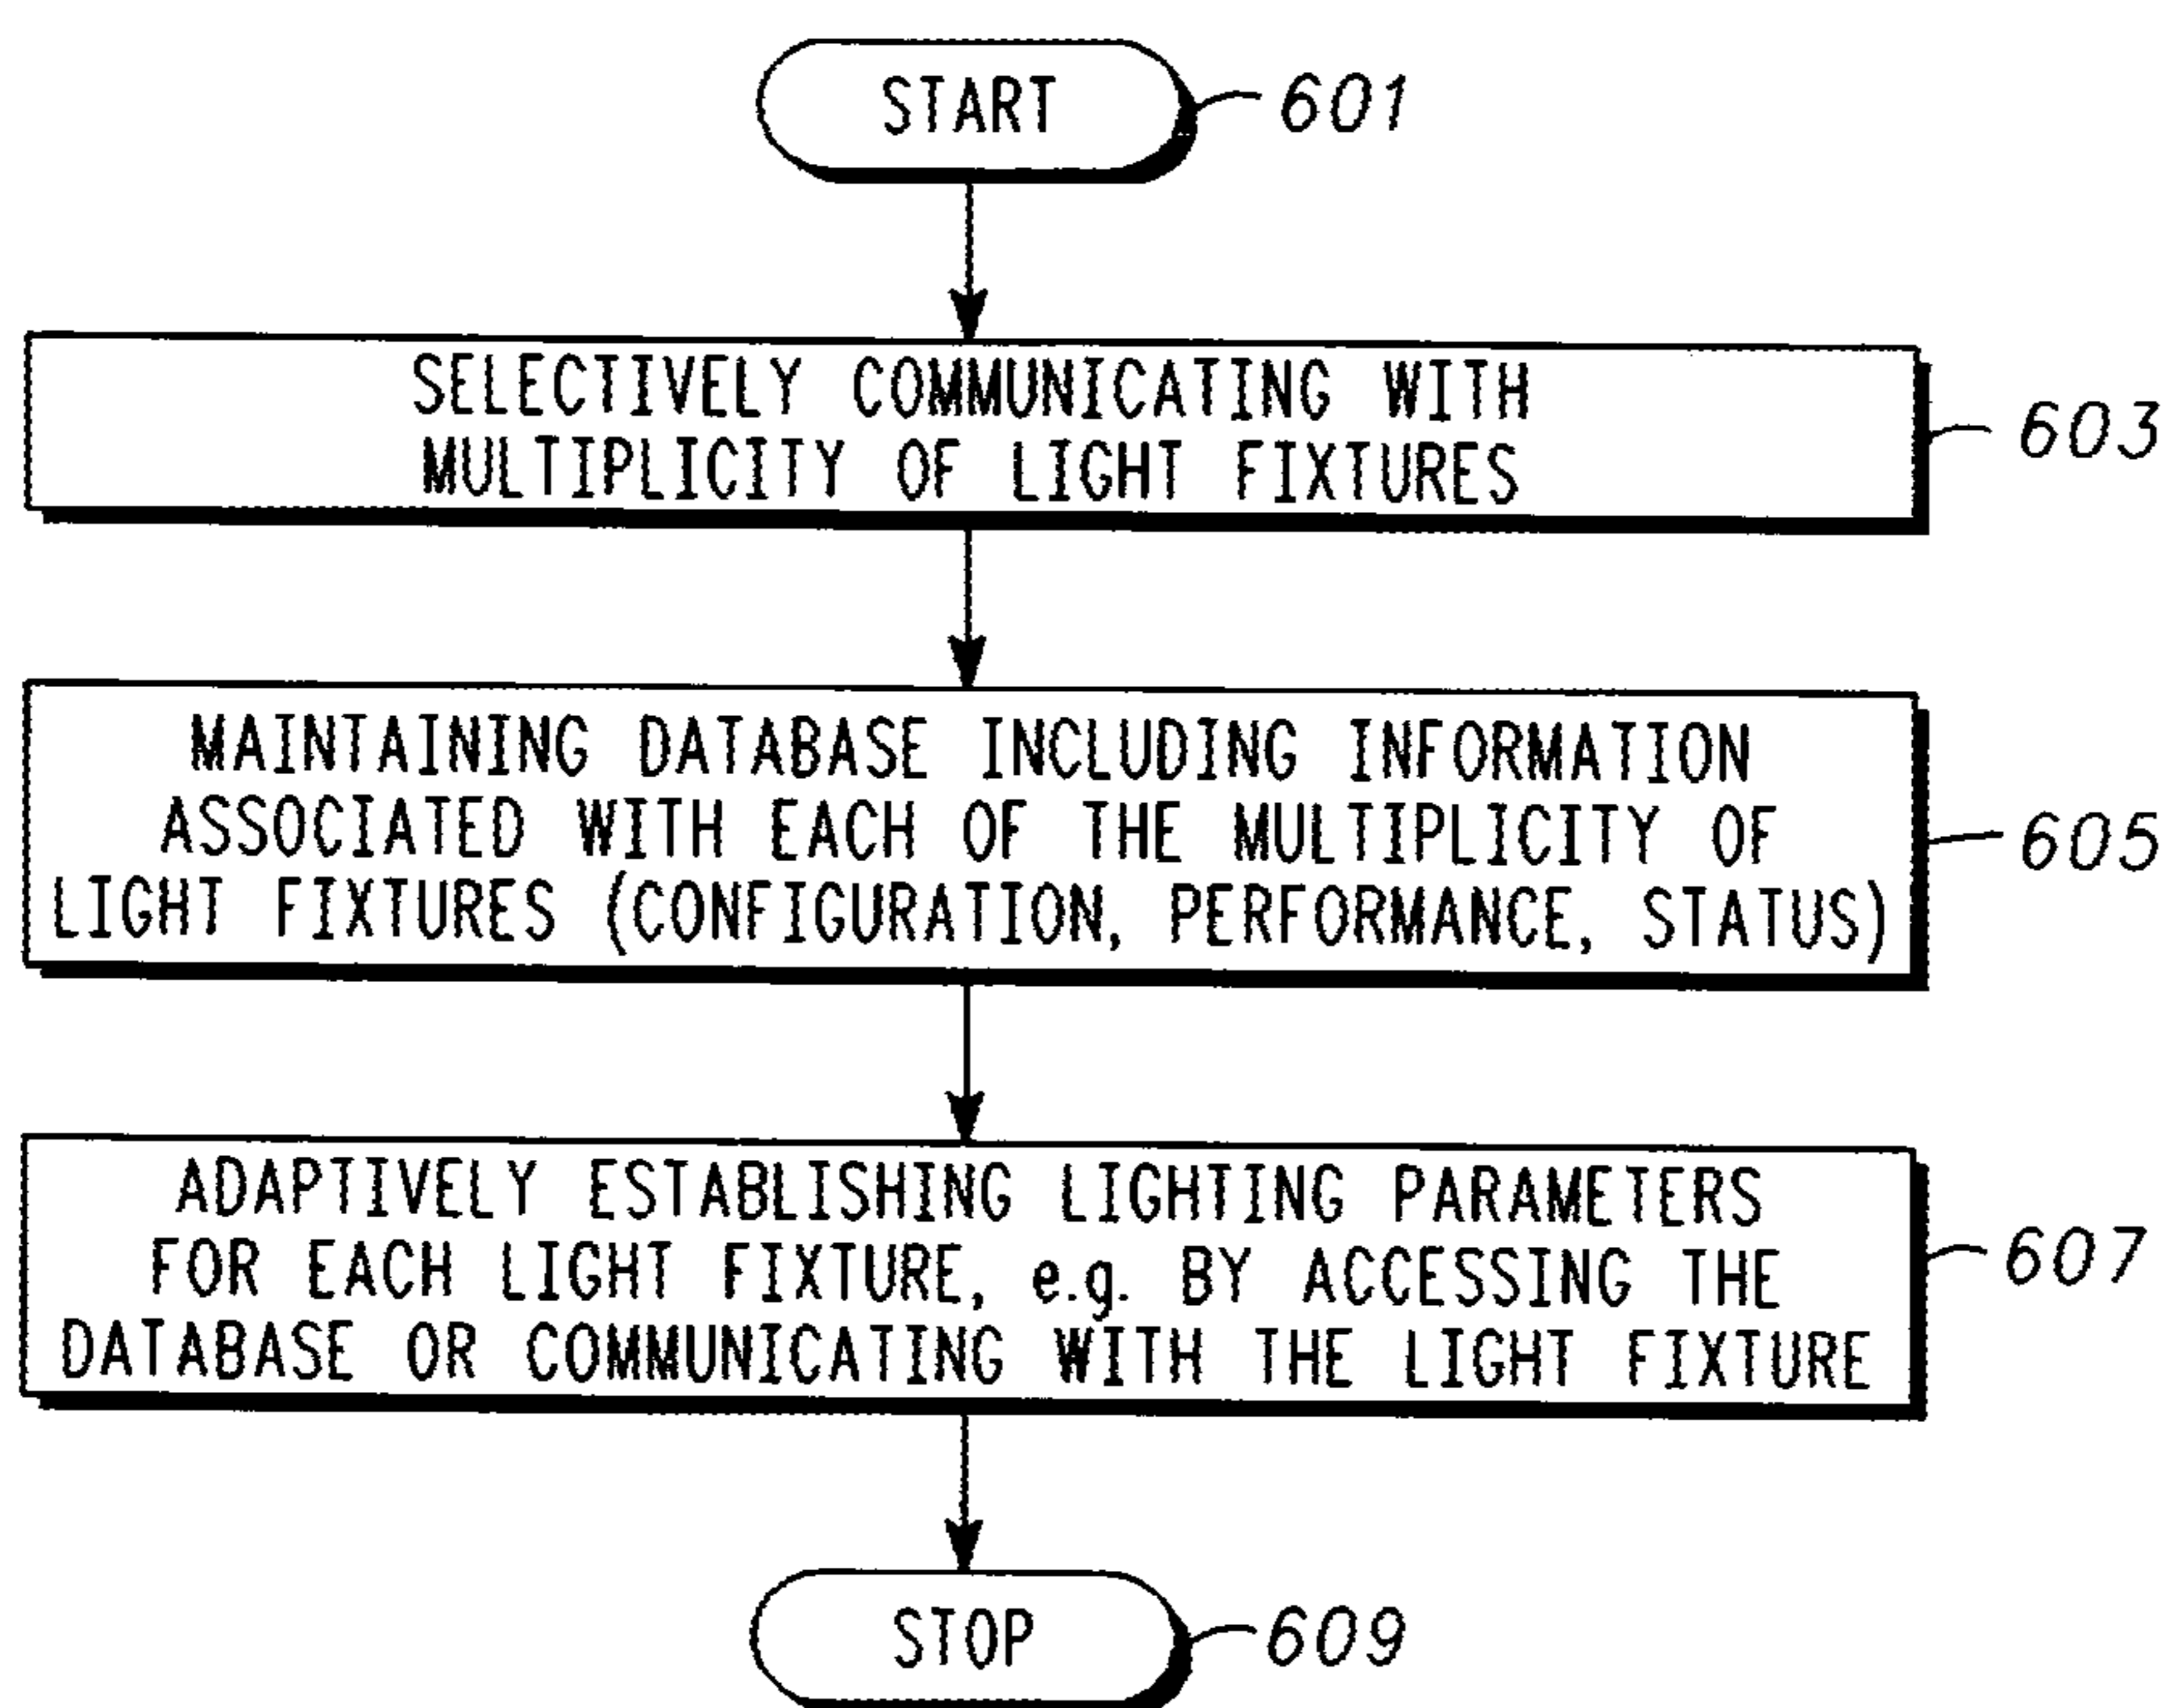 START
601
SELECTIVELY COMMUNICATING WITH
MULTIPLICITY OF LIGHT FIXTURES
603
MAINTAINING DATABASE INCLUDING INFORMATION
ASSOCIATED WITH EACH OF THE MULTIPLICITY OF
LIGHT FIXTURES (CONFIGURATION, PERFORMANCE, STATUS)
605
ADAPTIVELY ESTABLISHING LIGHTING PARAMETERS
FOR EACH LIGHT FIXTURE, e.g. BY ACCESSING THE
DATABASE OR COMMUNICATING WITH THE LIGHT FIXTURE
607
STOP
609